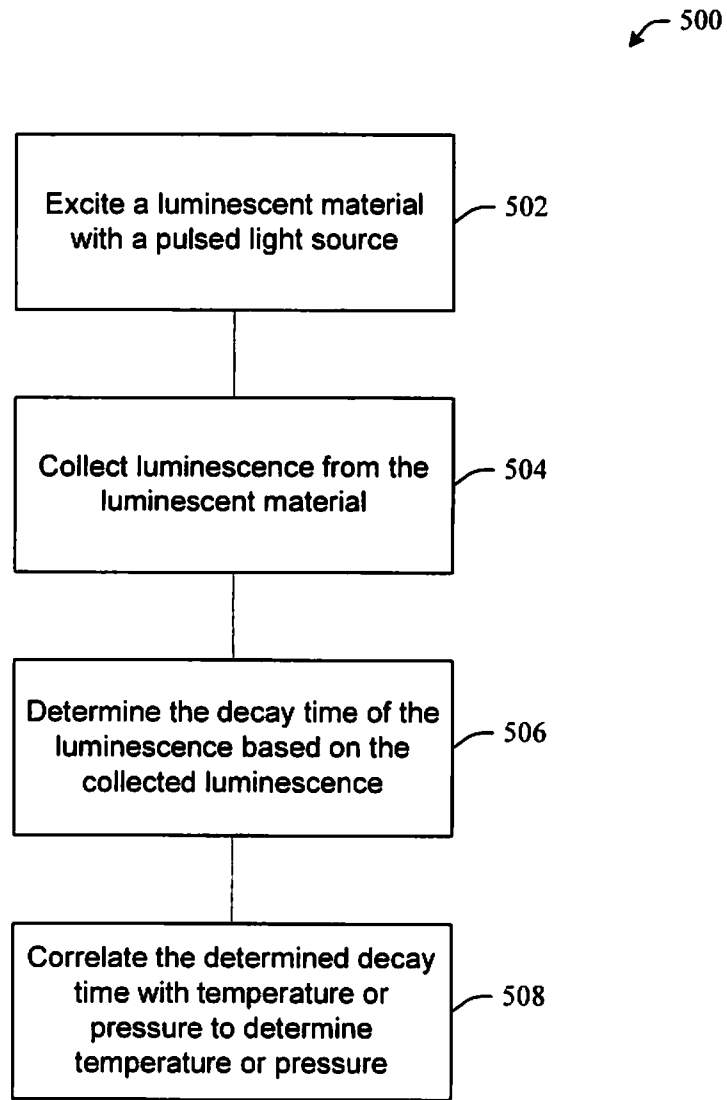 500
Excite a luminescent material
with a pulsed light source
502
Collect luminescence from the
luminescent material
504
Determine the decay time of the
luminescence based on the
collected luminescence
506
Correlate the determined decay
time with temperature or
pressure to determine
temperature or pressure
508